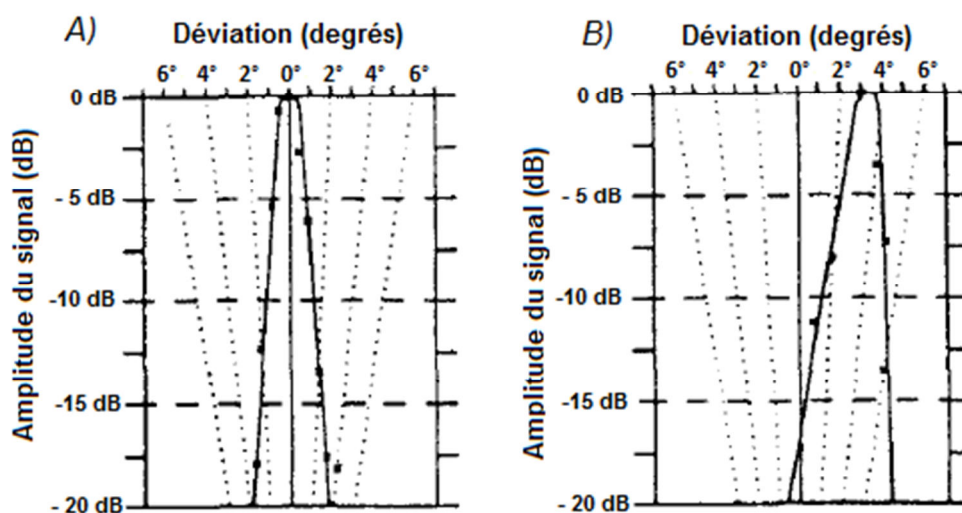 A)
Déviation (degrés)
6° 4° 2° 0° 2° 4° 6°
Amplitude du signal (dB)
0 dB
- 5 dB
-10 dB
-15 dB
- 20 dB
B)
Déviation (degrés)
6° 4° 2° 0° 2° 4° 6°
Amplitude du signal (dB)
0 dB
- 5 dB
-10 dB
-15 dB
- 20 dB